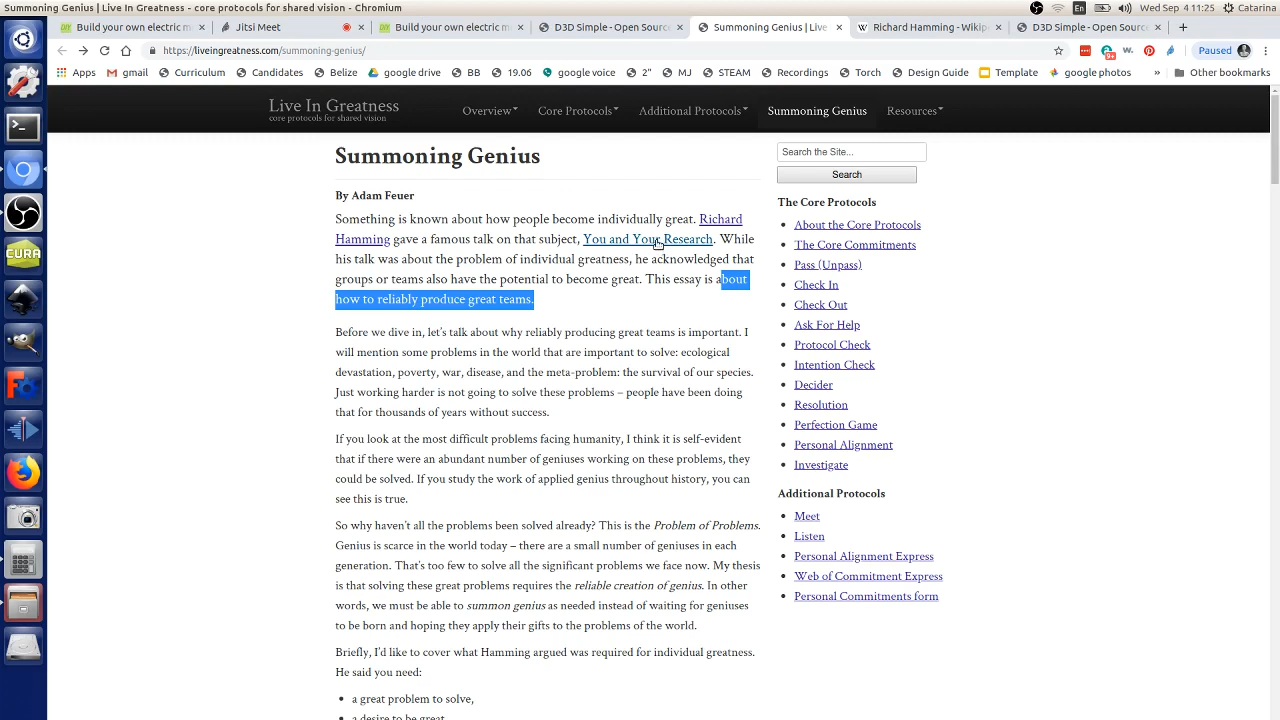 Summoning Genius | Live In Greatness - core protocols for shared vision - Chromium
En
Wed Sep 4 11:25
Catarina
Build your own electric m
Jitsi Meet
Build your own electric m
D3D Simple - Open Sourc
Summoning Genius | Live
Richard Hamming - Wikip
D3D Simple - Open Sourc
https://liveingreatness.com/summoning-genius/
9+
Paused
Apps
gmail
Curriculum
Candidates
Belize
google drive
BB
19.06
google voice
2"
MJ
STEAM
Recordings
Torch
Design Guide
Template
google photos
»
Other bookmarks
Live In Greatness
core protocols for shared vision
Overview
Core Protocols
Additional Protocols
Summoning Genius
Resources
CURA
Summoning Genius
By Adam Feuer
Something is known about how people become individually great. Richard
Hamming gave a famous talk on that subject, You and Your Research. While
his talk was about the problem of individual greatness, he acknowledged that
groups or teams also have the potential to become great. This essay is about
how to reliably produce great teams.
Before we dive in, let's talk about why reliably producing great teams is important. I
will mention some problems in the world that are important to solve: ecological
devastation, poverty, war, disease, and the meta-problem: the survival of our species.
Just working harder is not going to solve these problems – people have been doing
that for thousands of years without success.
If you look at the most difficult problems facing humanity, I think it is self-evident
that if there were an abundant number of geniuses working on these problems, they
could be solved. If you study the work of applied genius throughout history, you can
see this is true.
So why haven't all the problems been solved already? This is the Problem of Problems.
Genius is scarce in the world today – there are a small number of geniuses in each
generation. That's too few to solve all the significant problems we face now. My thesis
is that solving these great problems requires the reliable creation of genius. In other
words, we must be able to summon genius as needed instead of waiting for geniuses
to be born and hoping they apply their gifts to the problems of the world.
Briefly, I'd like to cover what Hamming argued was required for individual greatness.
He said you need:
• a great problem to solve,
• a desire to be great
Search the Site...
Search
The Core Protocols
• About the Core Protocols
• The Core Commitments
• Pass (Unpass)
• Check In
• Check Out
• Ask For Help
• Protocol Check
• Intention Check
• Decider
• Resolution
• Perfection Game
• Personal Alignment
• Investigate
Additional Protocols
• Meet
• Listen
• Personal Alignment Express
• Web of Commitment Express
• Personal Commitments form